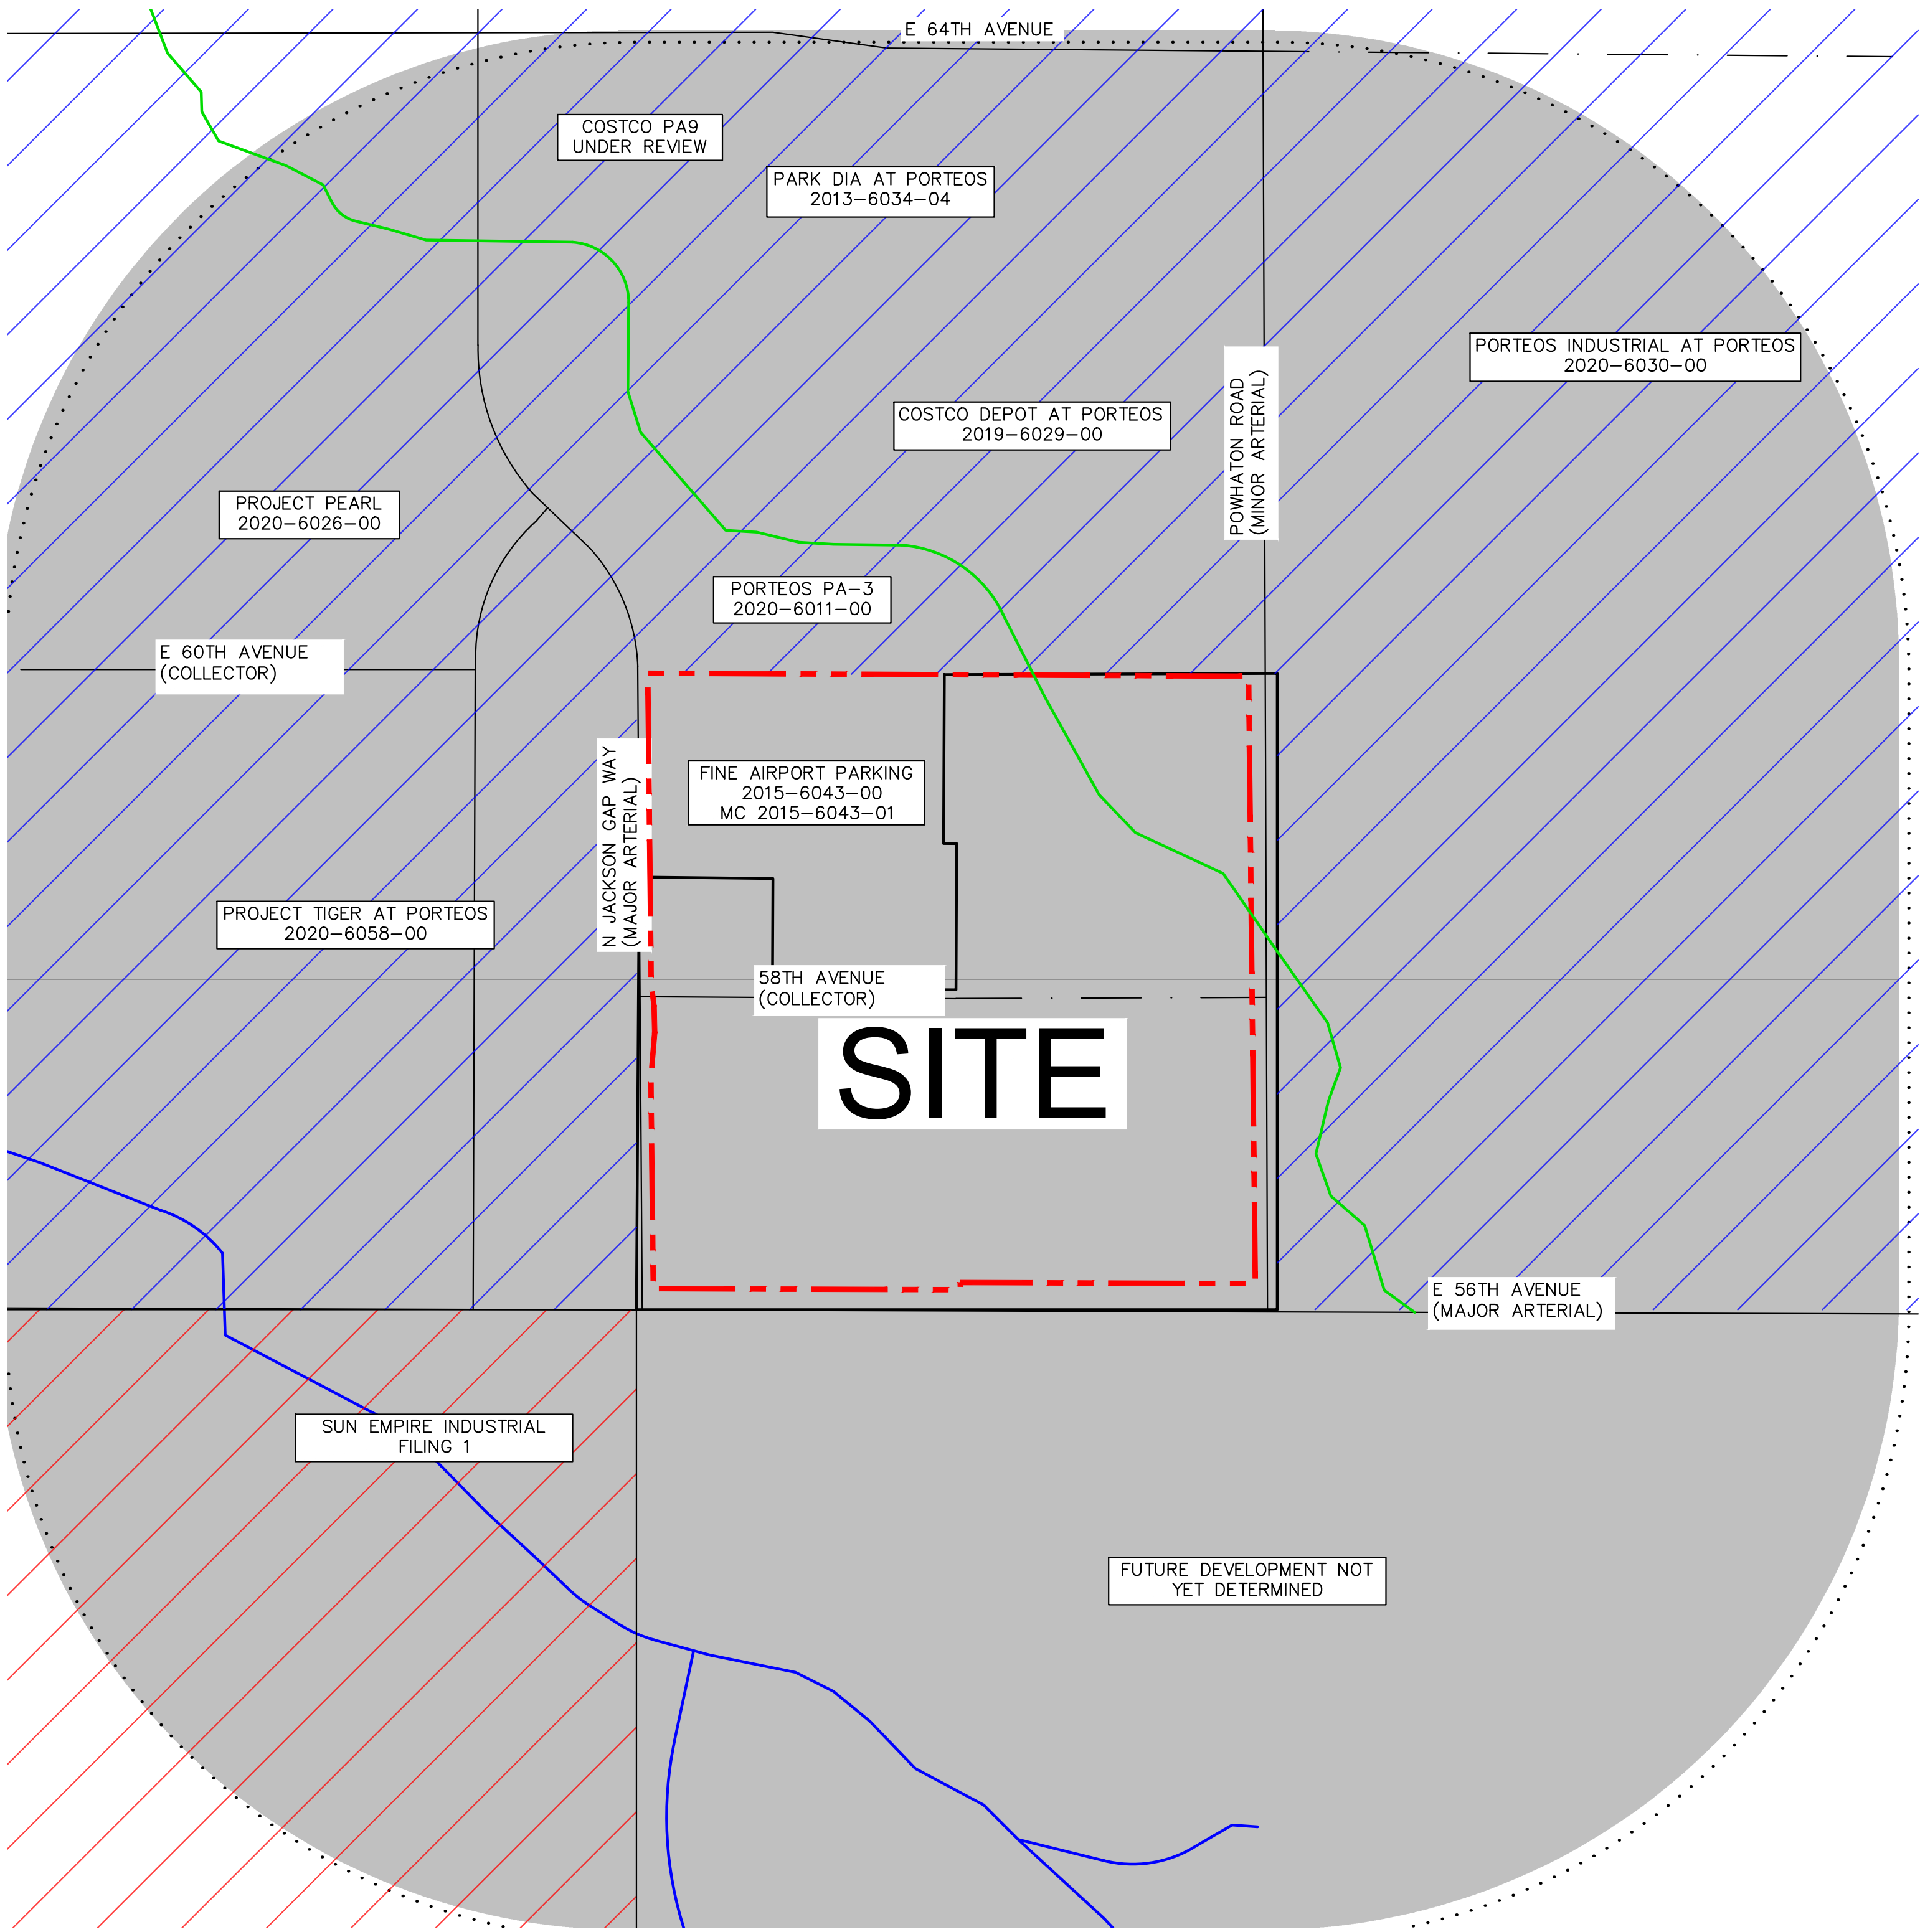 E 64TH AVENUE
COSTCO PA9
UNDER REVIEW
PARK DIA AT PORTEOS
2013-6034-04
PORTEOS INDUSTRIAL AT PORTEOS
2020-6030-00
POWHATON ROAD
(MINOR ARTERIAL)
COSTCO DEPOT AT PORTEOS
2019-6029-00
PROJECT PEARL
2020-6026-00
PORTEOS PA-3
2020-6011-00
E 60TH AVENUE
(COLLECTOR)
N JACKSON GAP WAY
(MAJOR ARTERIAL)
FINE AIRPORT PARKING
2015-6043-00
MC 2015-6043-01
PROJECT TIGER AT PORTEOS
2020-6058-00
58TH AVENUE
(COLLECTOR)
SITE
E 56TH AVENUE
(MAJOR ARTERIAL)
SUN EMPIRE INDUSTRIAL
FILING 1
FUTURE DEVELOPMENT NOT
YET DETERMINED